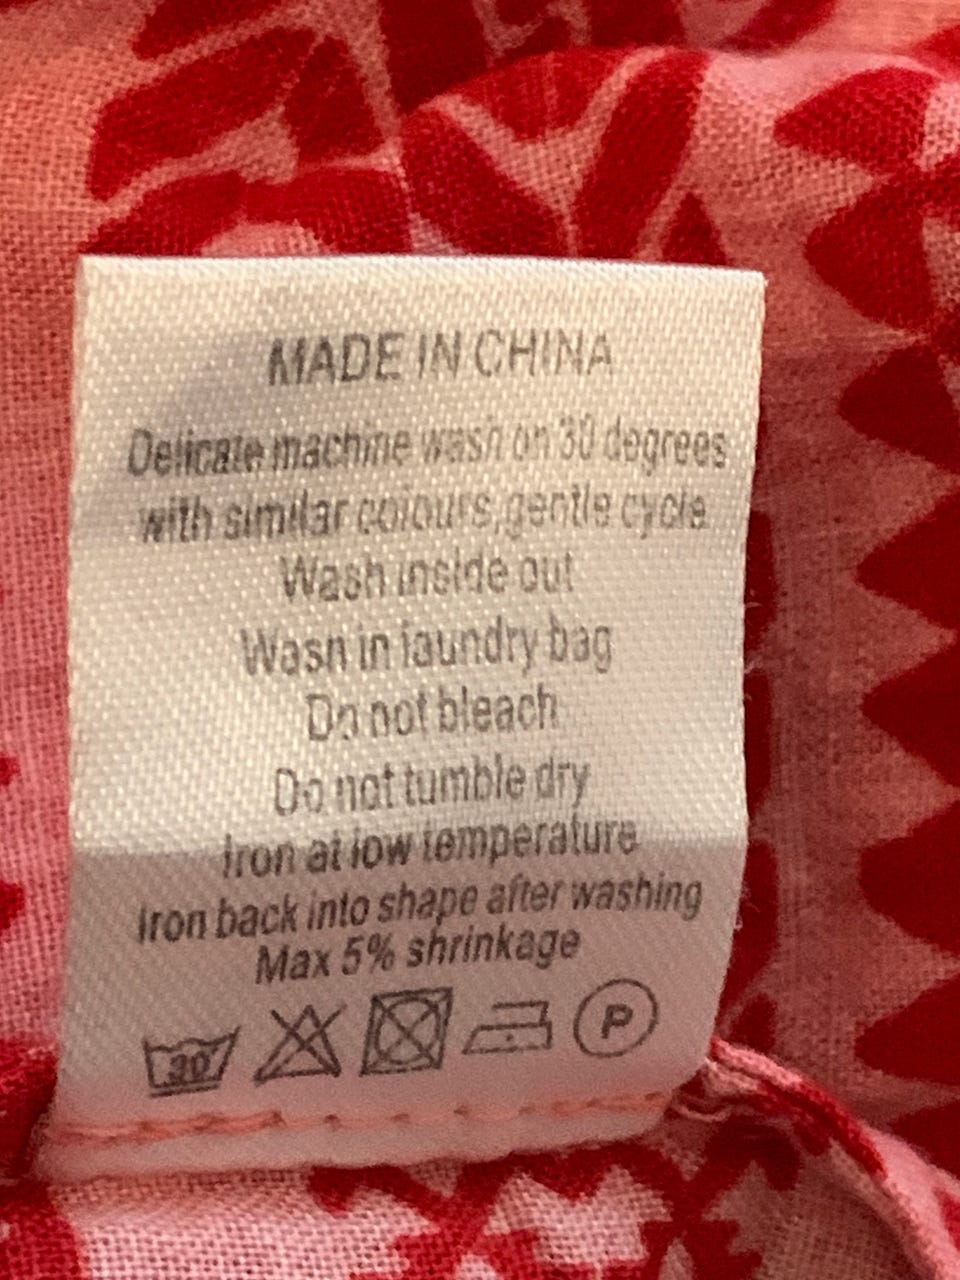 MADE IN CHINA
Delicate machine wash on 30 degrees
with similar colours,gentle cycle
Wash inside out
Wash in laundry bag
Do not bleach
Do not tumble dry
Iron at low temperature
Iron back into shape after washing
Max 5% shrinkage
30 P